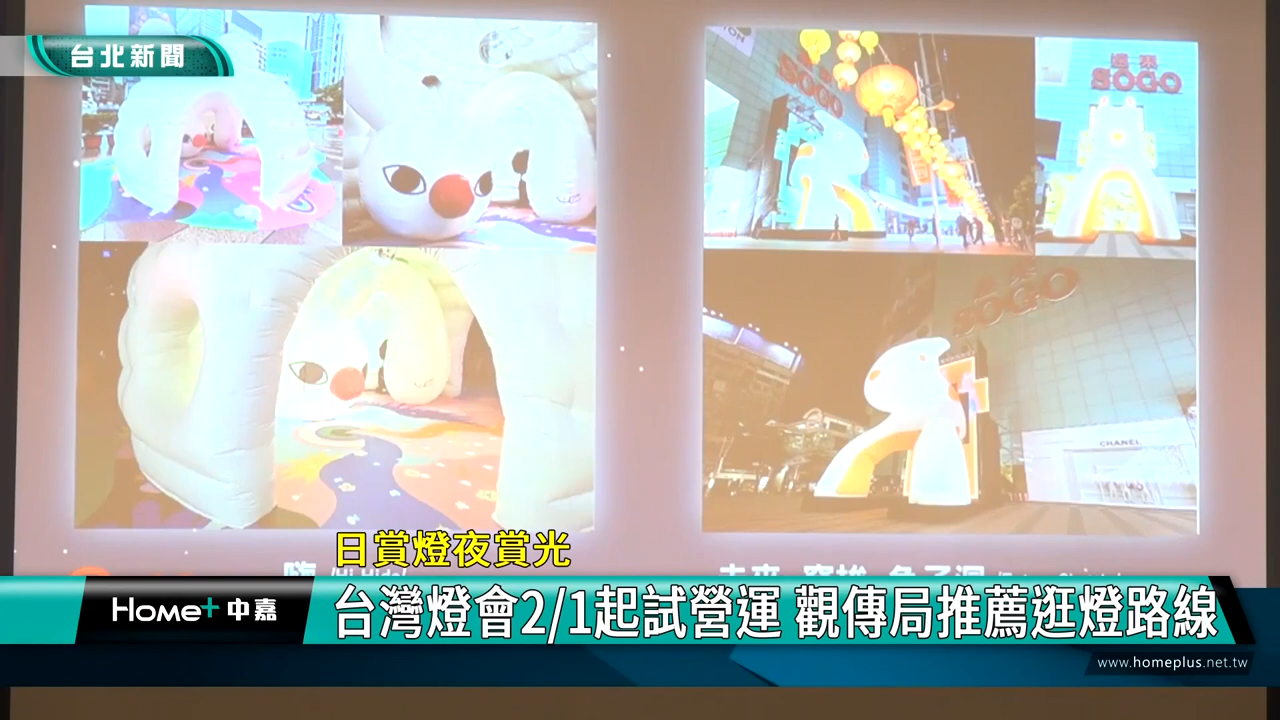 台北新聞
SOGO
遠東
SOGO
SOGO
CHANEL
日賞燈夜賞光
Home+ 中嘉
台灣燈會2/1起試營運 觀傳局推薦逛燈路線
www.homeplus.net.tw